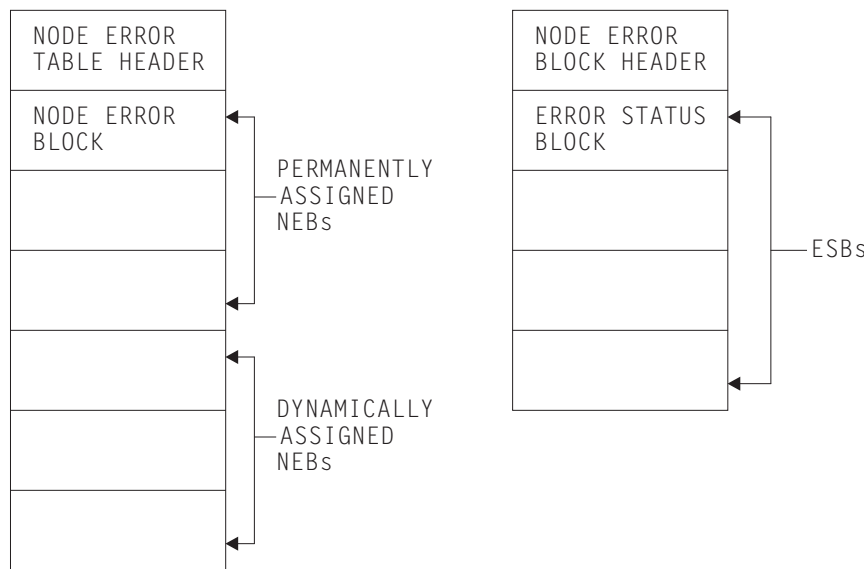 NODE ERROR
TABLE HEADER
NODE ERROR
BLOCK
PERMANENTLY
ASSIGNED
NEBs
DYNAMICALLY
ASSIGNED
NEBs
NODE ERROR
BLOCK HEADER
ERROR STATUS
BLOCK
ESBs